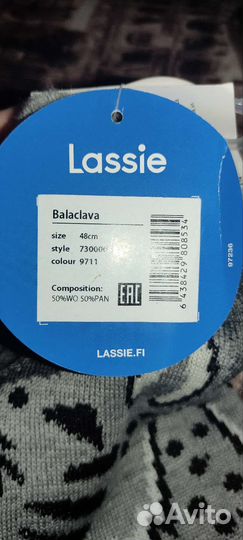 Lassie
Balaclava
size 48cm
style
colour 9711
Composition:
50%WO 50%PAN
EAC
6 438429 808534
97236
LASSIE.FI
Avito